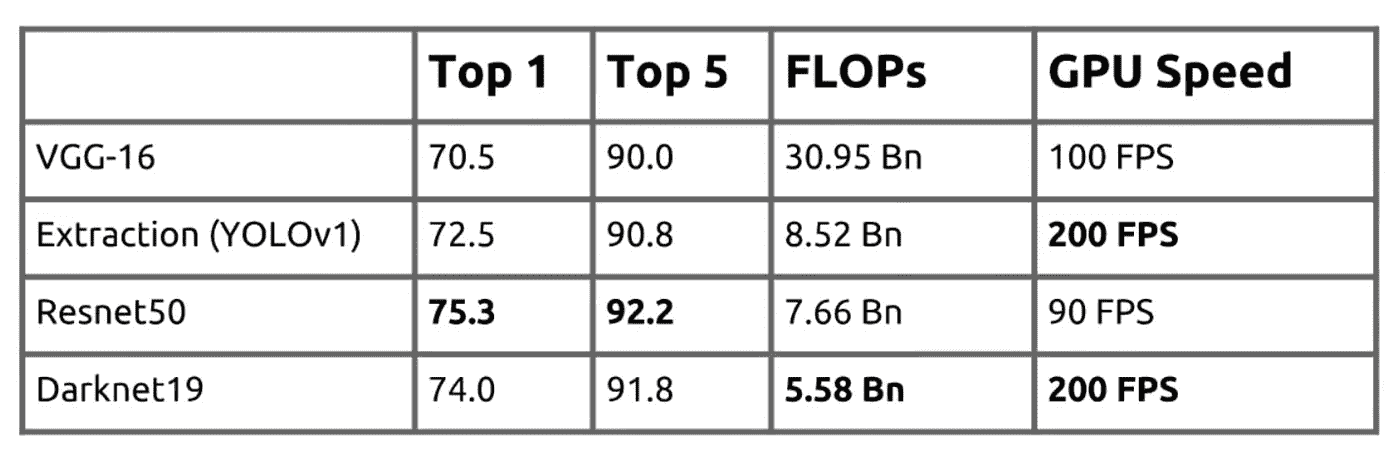 Top 1 Top 5 FLOPs GPU Speed
VGG-16 70.5 90.0 30.95 Bn 100 FPS
Extraction (YOLOv1) 72.5 90.8 8.52 Bn 200 FPS
Resnet50 75.3 92.2 7.66 Bn 90 FPS
Darknet19 74.0 91.8 5.58 Bn 200 FPS